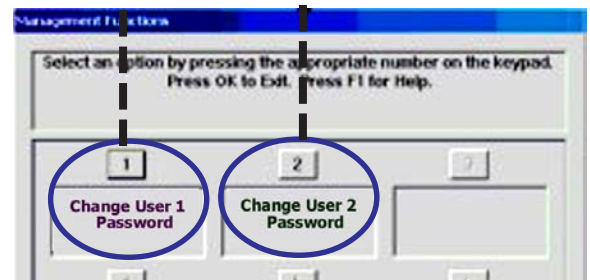 Management Functions
Select an option by pressing the appropriate number on the keypad.
Press OK to Exit. Press F1 for Help.
1 2 3
Change User 1 Change User 2
Password Password